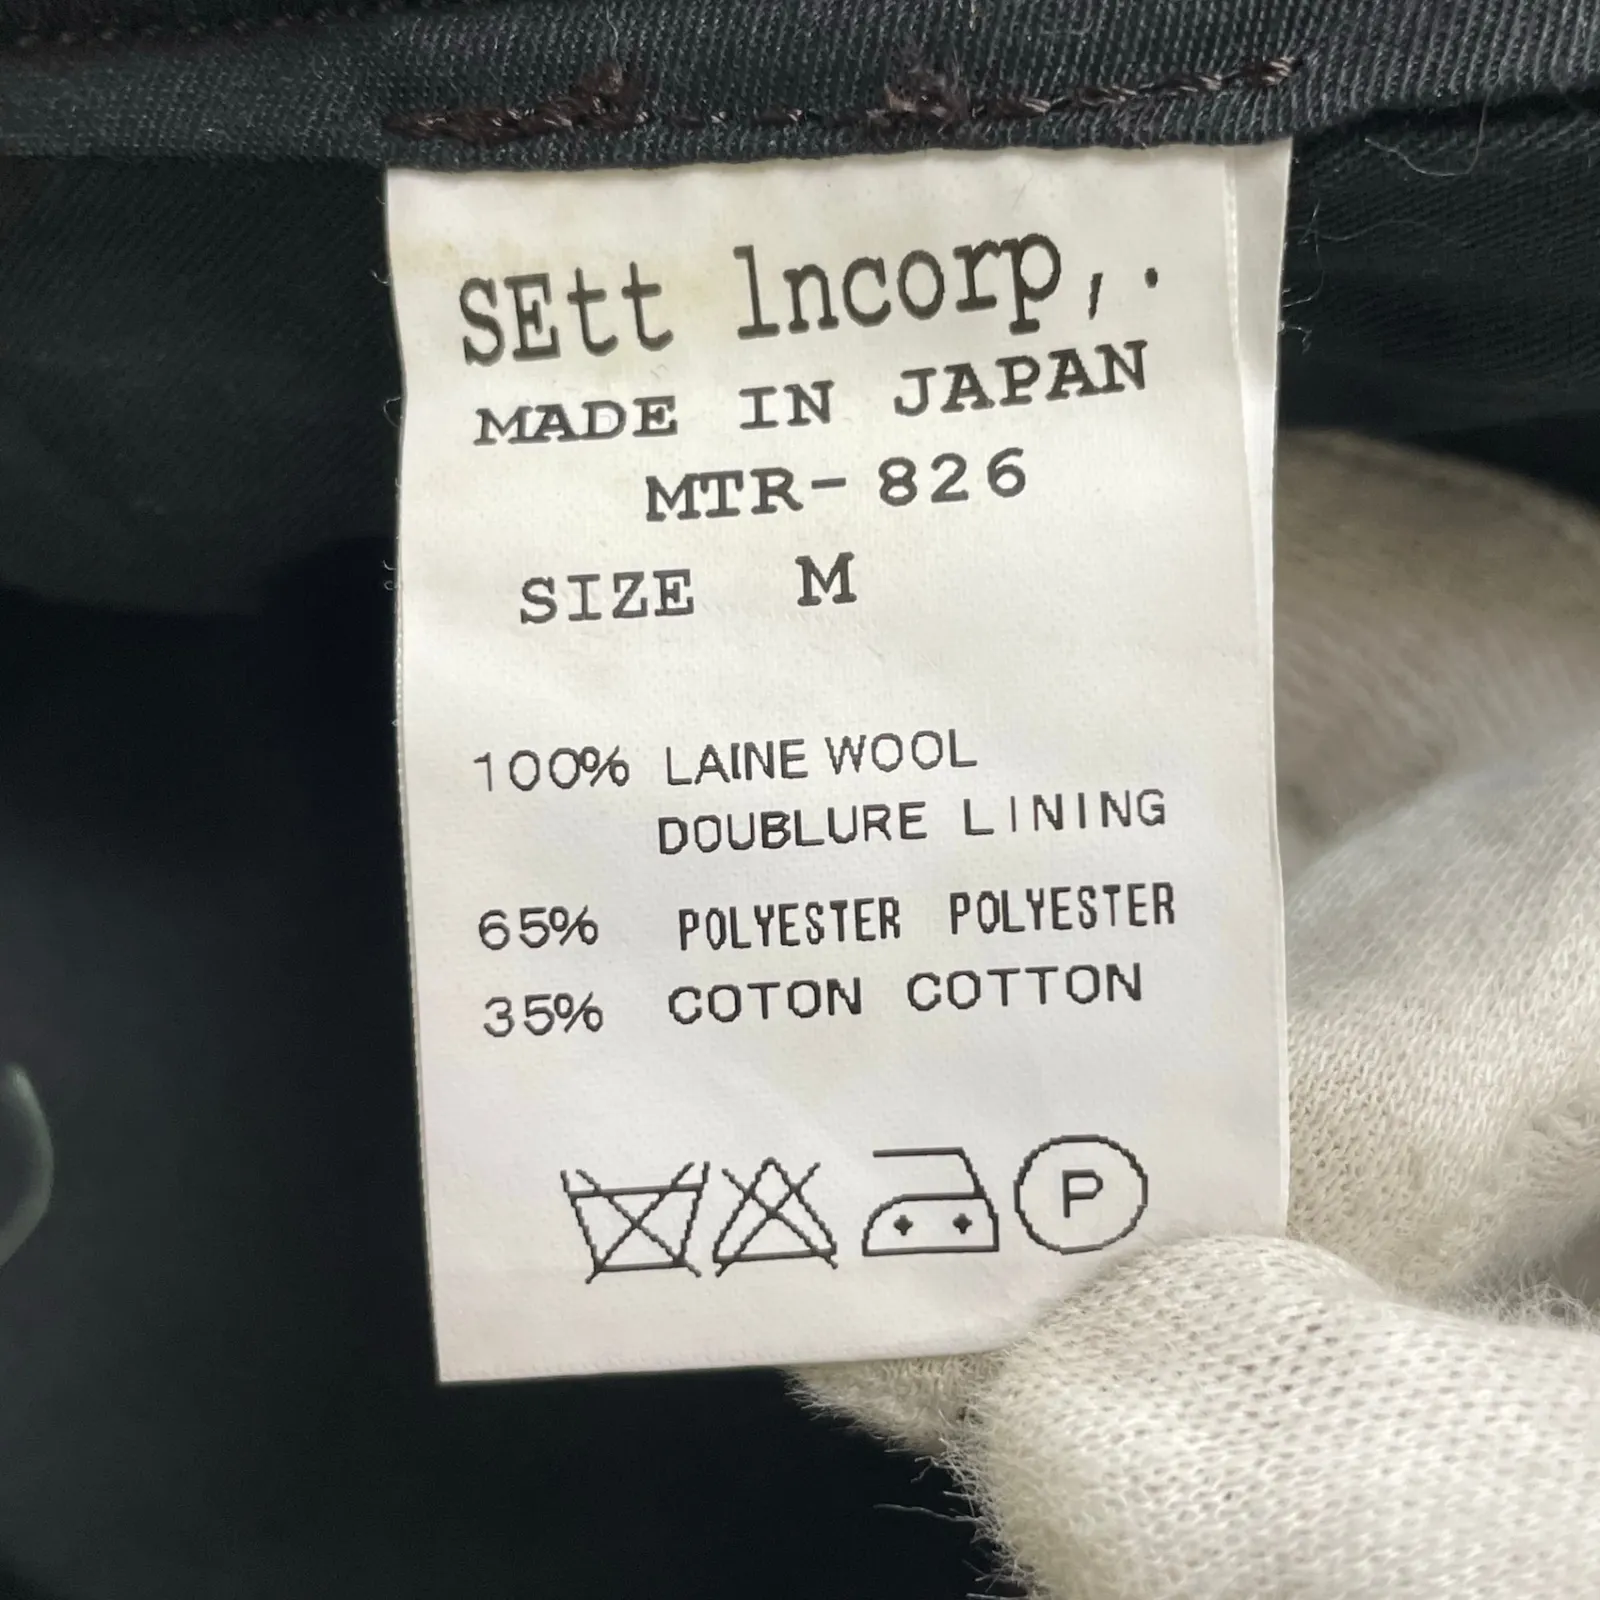 SEtt lncorp,.
MADE IN JAPAN
MTR-826
SIZE M
100% LAINE WOOL
DOUBLURE LINING
65% POLYESTER POLYESTER
35% COTON COTTON
P